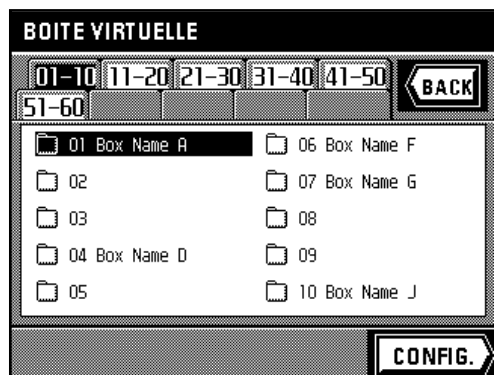 BOITE VIRTUELLE
01-10 11-20 21-30 31-40 41-50
BACK
51-60
01 Box Name A
02
03
04 Box Name D
05
06 Box Name F
07 Box Name G
08
09
10 Box Name J
CONFIG.